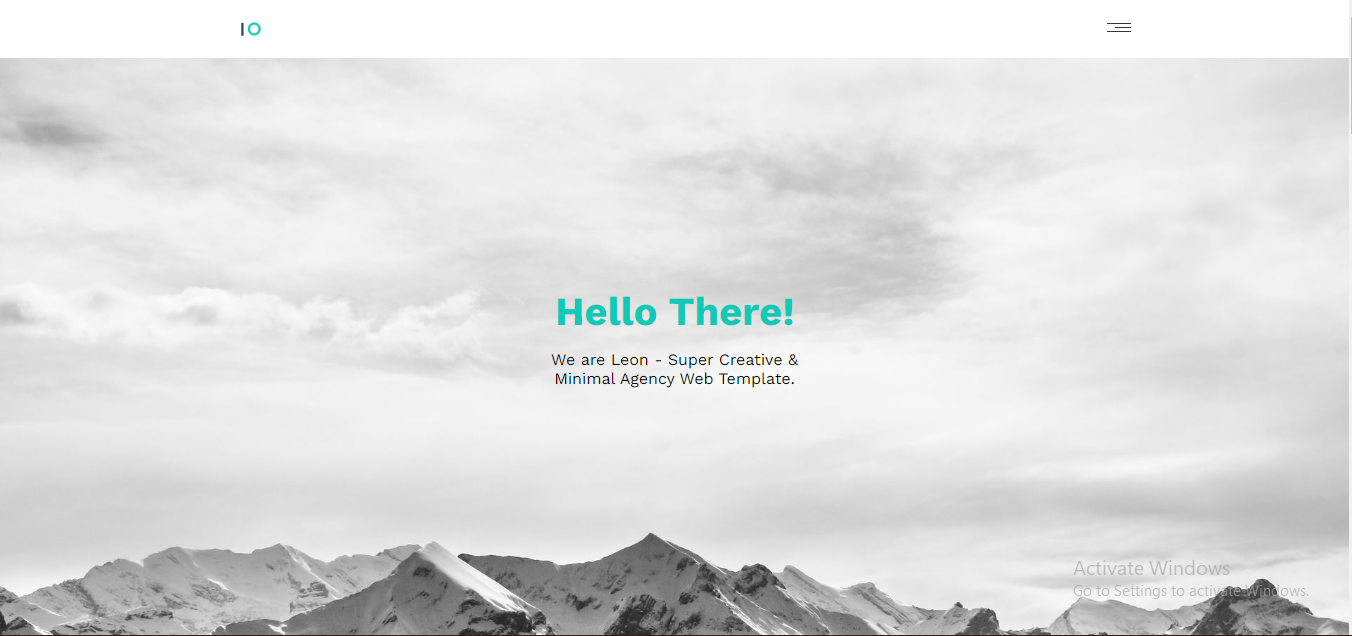 IO
Hello There!
We are Leon - Super Creative &
Minimal Agency Web Template.
Activate Windows
Go to Settings to activate Windows.